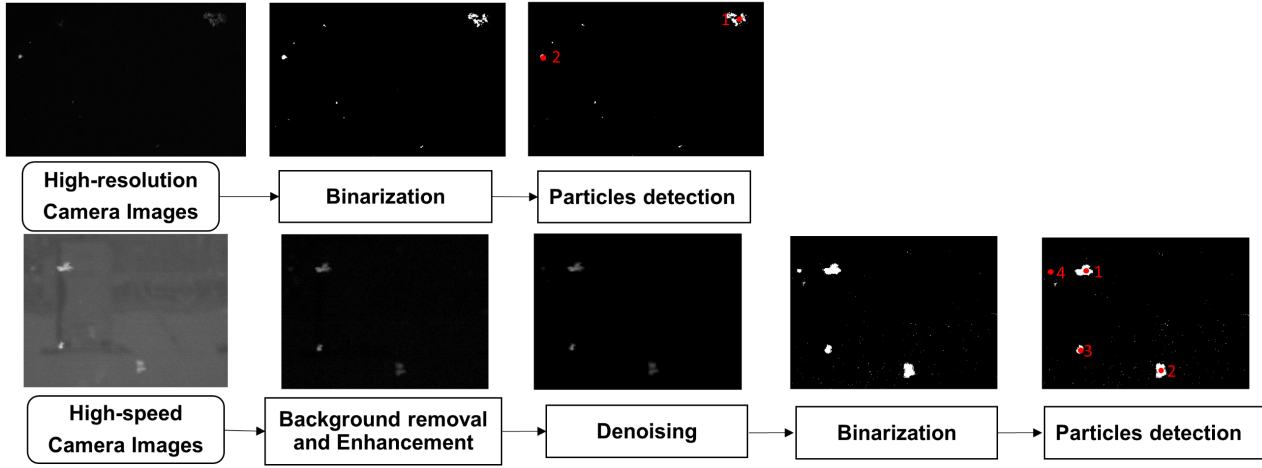 1
2
High-resolution
Camera Images
Binarization
Particles detection
4
1
3
2
High-speed
Camera Images
Background removal
and Enhancement
Denoising
Binarization
Particles detection